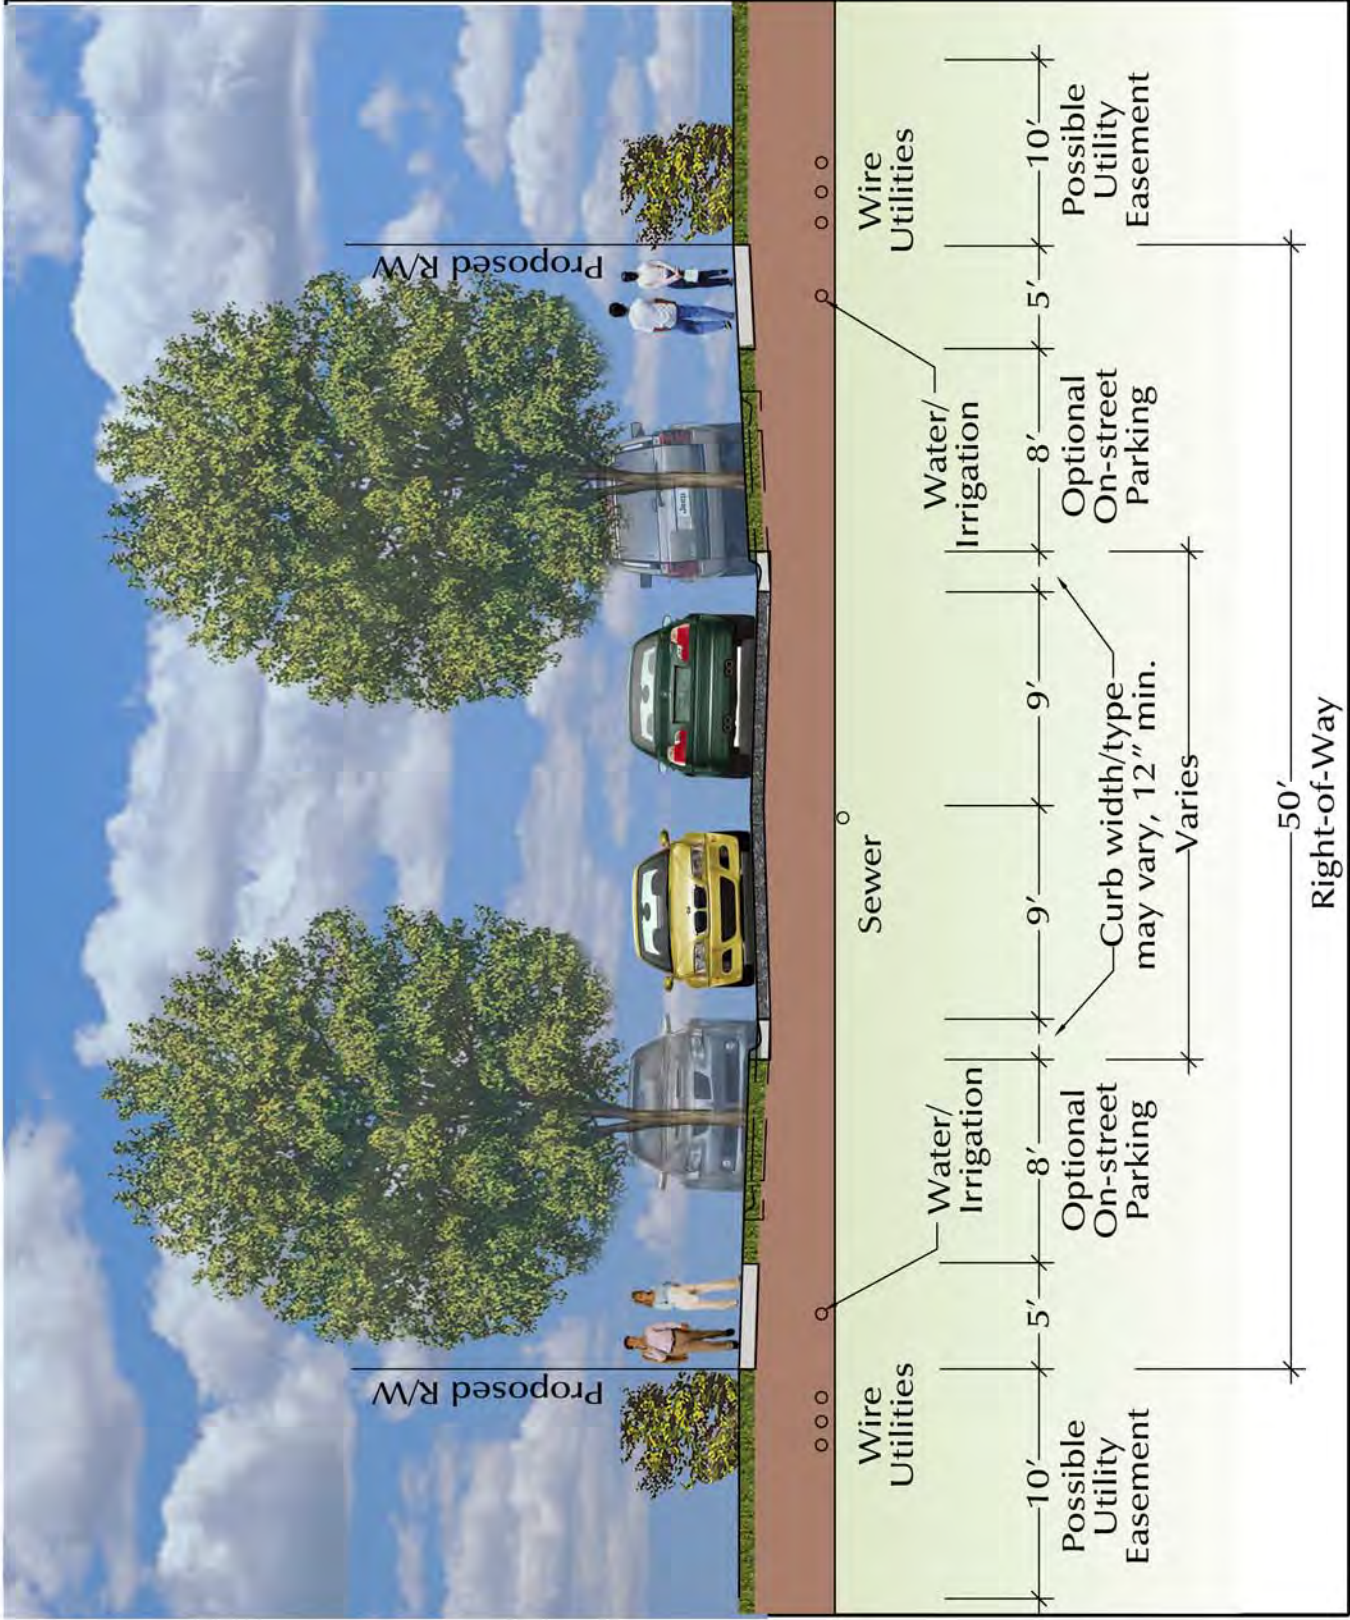 Proposed R/W
Proposed R/W
Wire
Utilities
Sewer
Wire
Utilities
Water/
Irrigation
Water/
Irrigation
10'
5'
8'
9'
9'
8'
5'
10'
Possible
Utility
Easement
Optional
On-street
Parking
Curb width/type
may vary, 12" min.
Varies
Optional
On-street
Parking
Possible
Utility
Easement
50'
Right-of-Way